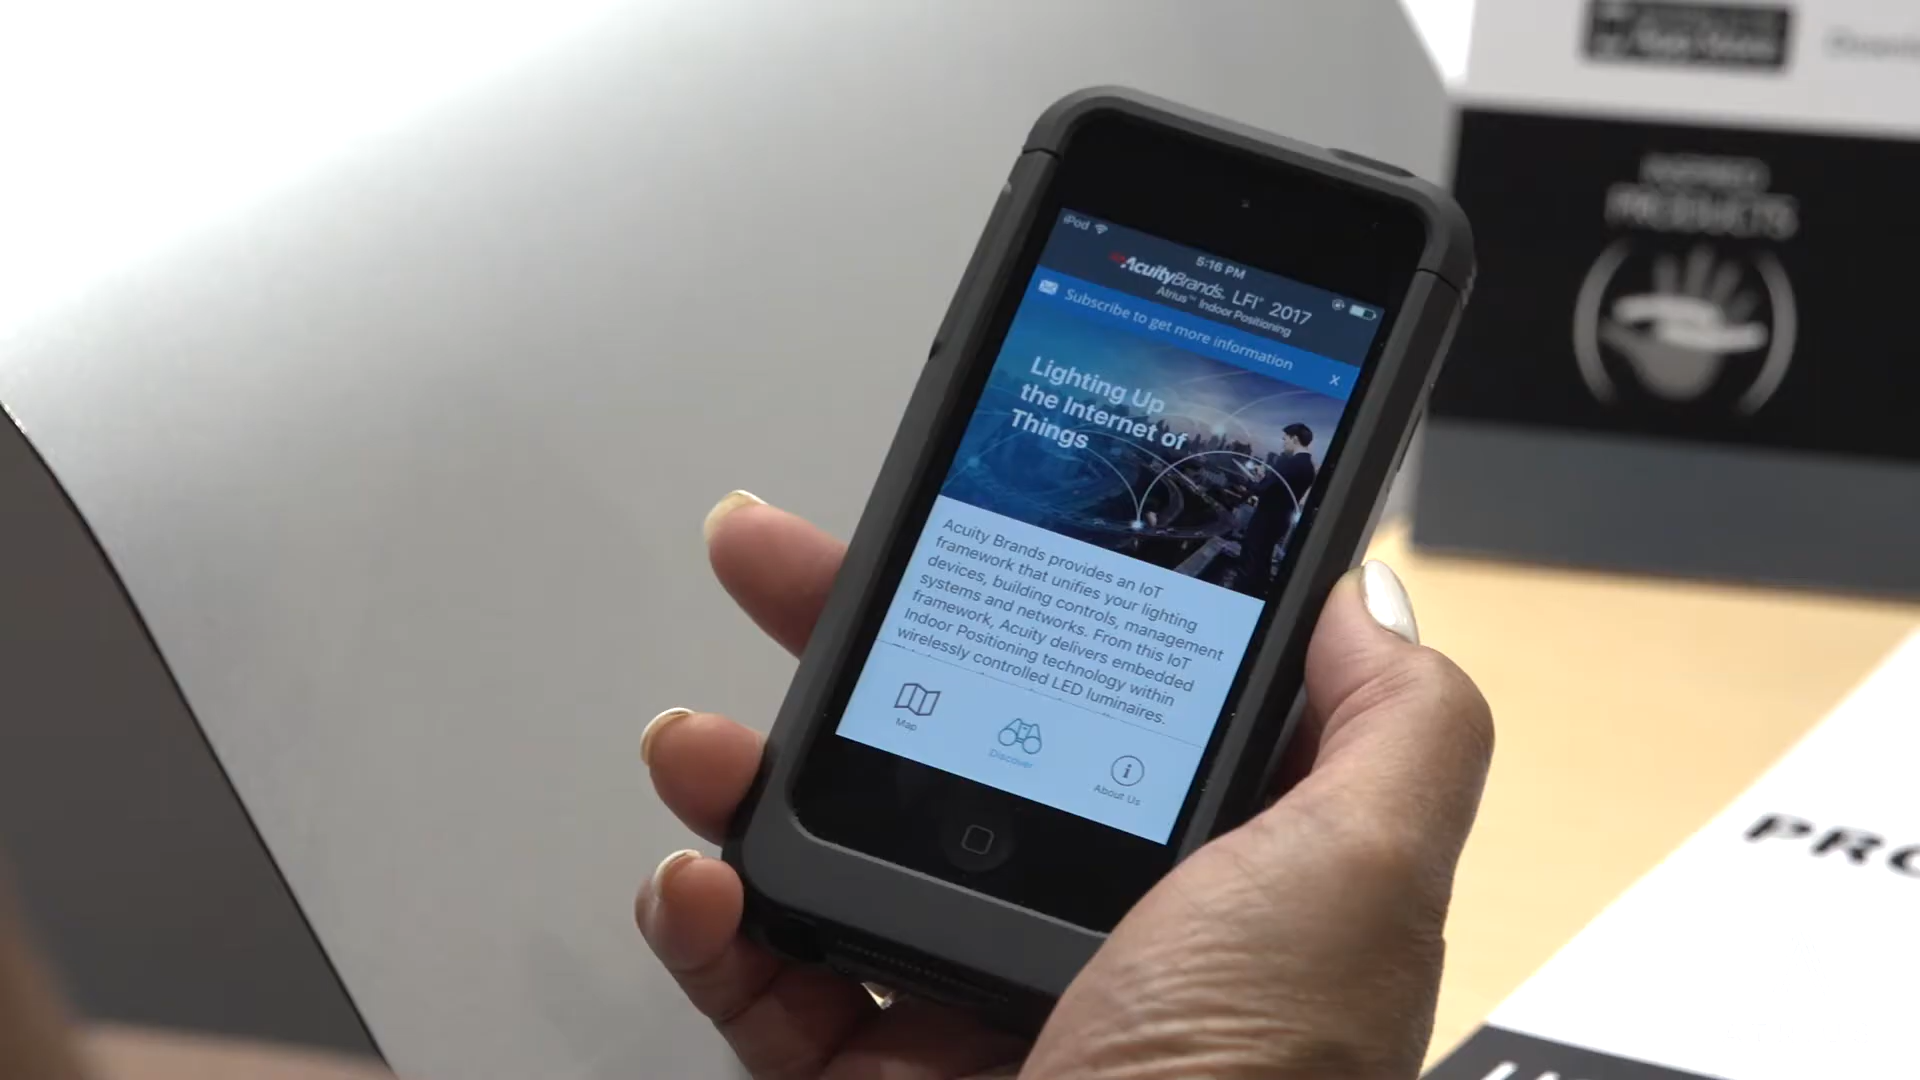 iPod
5:16 PM
AcuityBrands. LFI® 2017
Atrius™ Indoor Positioning
Subscribe to get more information
x
Lighting Up
the Internet of
Things
Acuity Brands provides an IoT
framework that unifies your lighting
devices, building controls, management
systems and networks. From this IoT
framework, Acuity delivers embedded
Indoor Positioning technology within
wirelessly controlled LED luminaires.
Map
Discover
About Us
App Store
PRODUCTS